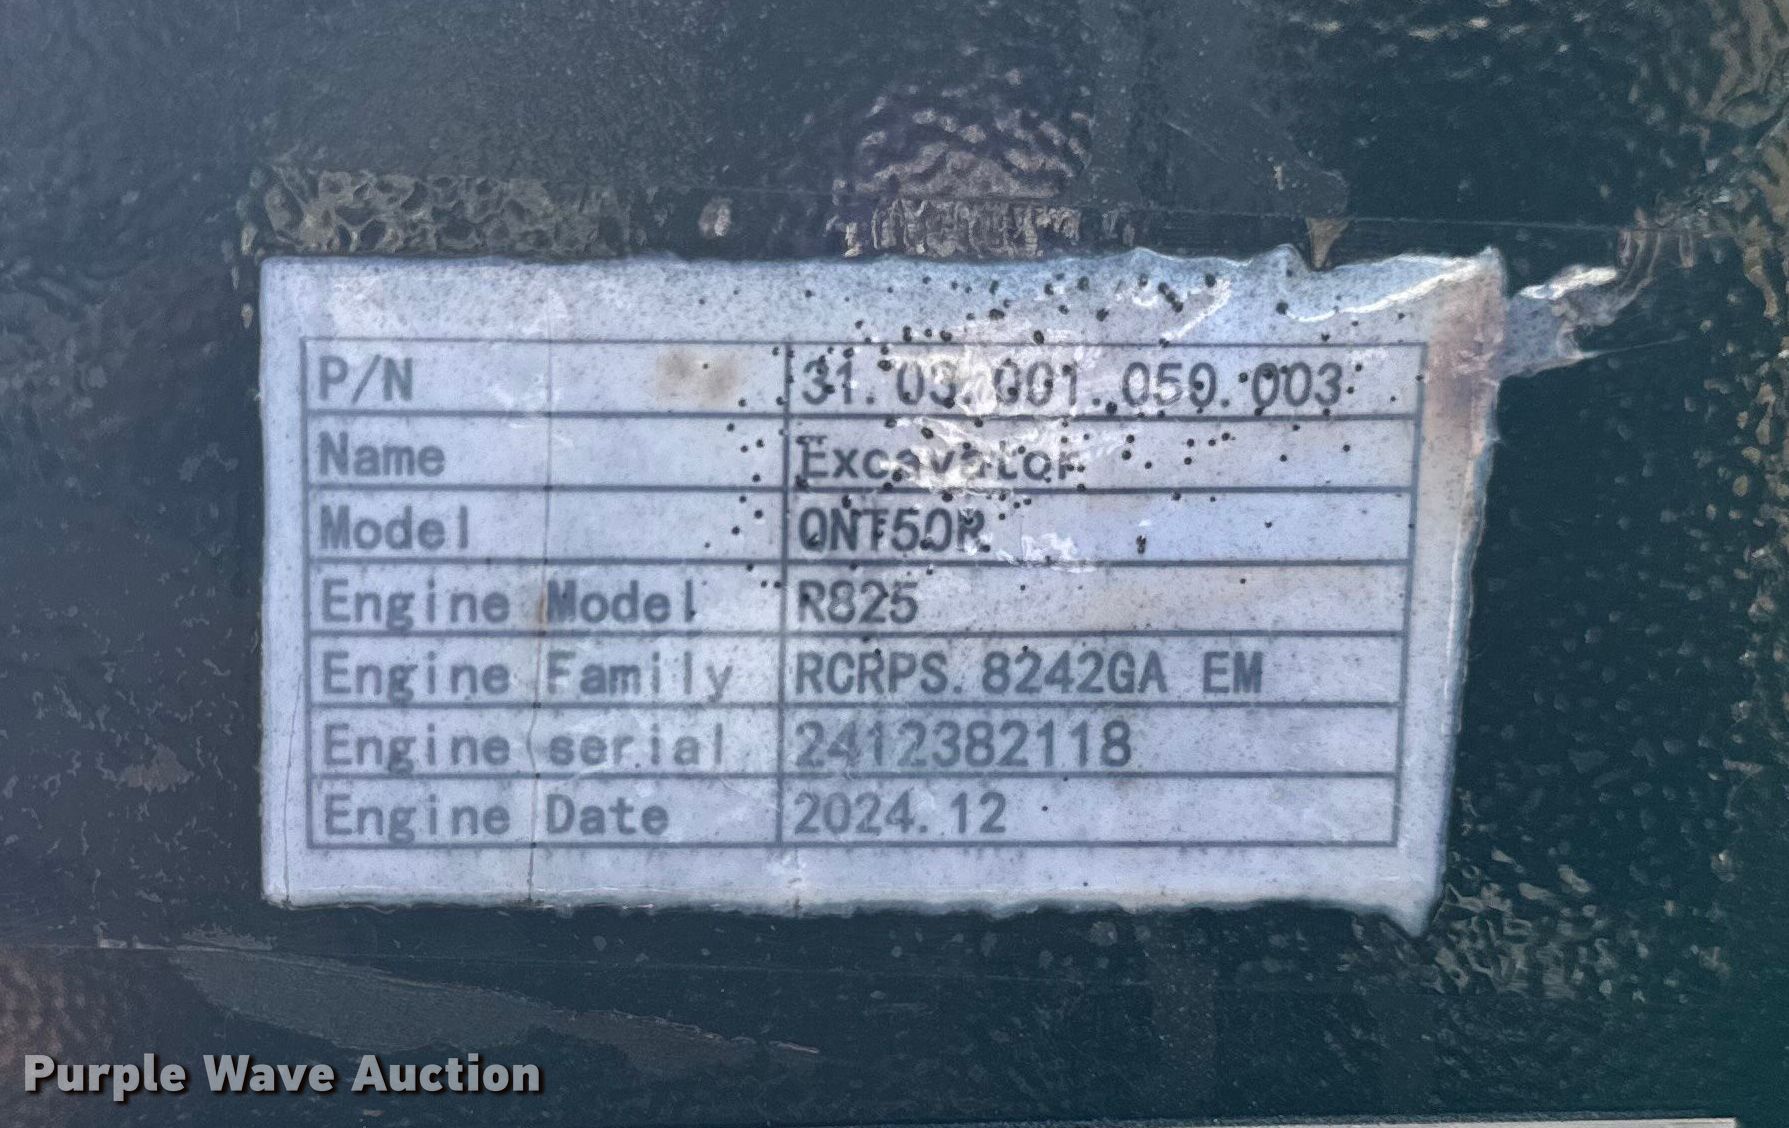 P/N 31.03.001.050.003
Name Excavator
Model QNT50R
Engine Model R825
Engine Family RCRPS.8242GA EM
Engine serial 2412382118
Engine Date 2024.12
Purple Wave Auction